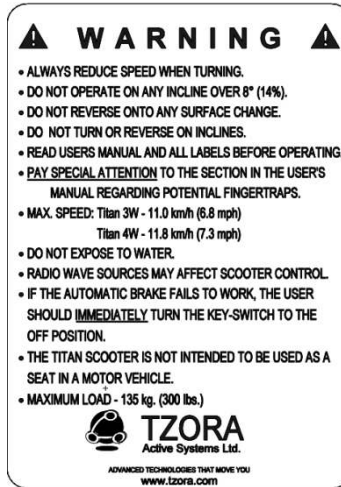 WARNING
• ALWAYS REDUCE SPEED WHEN TURNING.
• DO NOT OPERATE ON ANY INCLINE OVER 8° (14%).
• DO NOT REVERSE ONTO ANY SURFACE CHANGE.
• DO NOT TURN OR REVERSE ON INCLINES.
• READ USERS MANUAL AND ALL LABELS BEFORE OPERATING
• PAY SPECIAL ATTENTION TO THE SECTION IN THE USER'S
MANUAL REGARDING POTENTIAL FINGERTRAPS.
• MAX. SPEED: Titan 3W - 11.0 km/h (6.8 mph)
Titan 4W - 11.8 km/h (7.3 mph)
• DO NOT EXPOSE TO WATER.
• RADIO WAVE SOURCES MAY AFFECT SCOOTER CONTROL.
• IF THE AUTOMATIC BRAKE FAILS TO WORK, THE USER
SHOULD IMMEDIATELY TURN THE KEY-SWITCH TO THE
OFF POSITION.
• THE TITAN SCOOTER IS NOT INTENDED TO BE USED AS A
SEAT IN A MOTOR VEHICLE.
• MAXIMUM LOAD - 135 kg. (300 lbs.)
TZORA
Active Systems Ltd.
ADVANCED TECHNOLOGIES THAT MOVE YOU
www.tzora.com